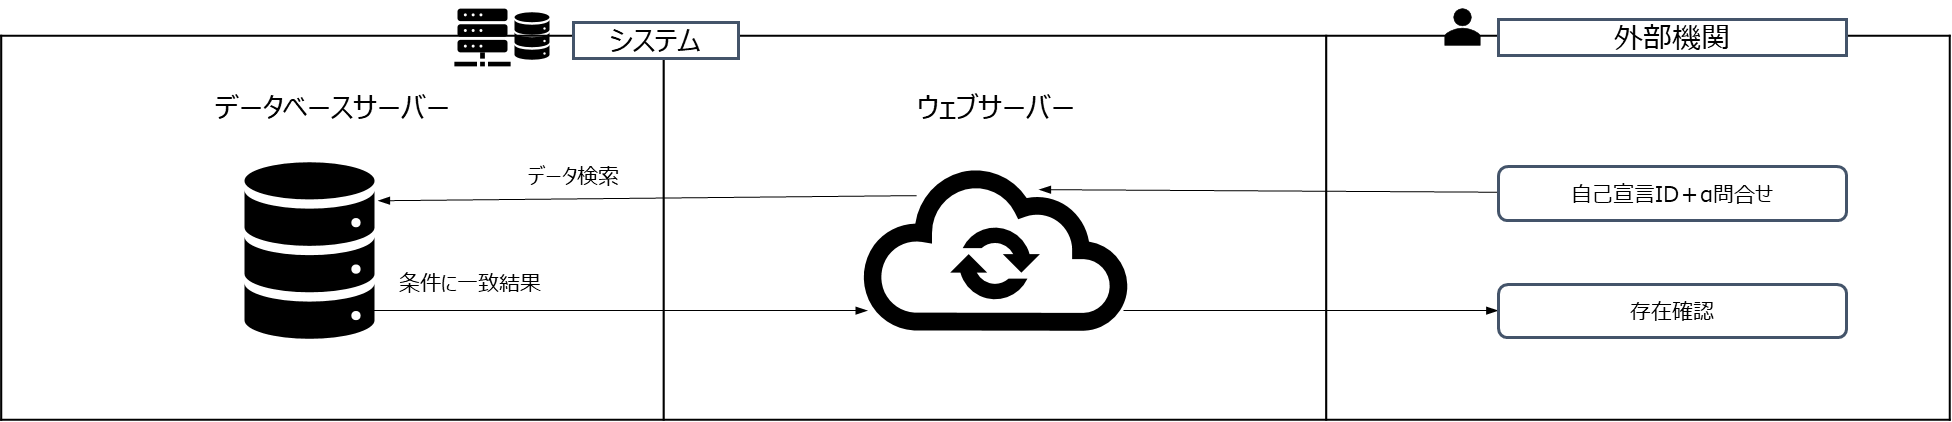 システム
外部機関
データベースサーバー
ウェブサーバー
データ検索
自己宣言ID+α問合せ
条件に一致結果
存在確認